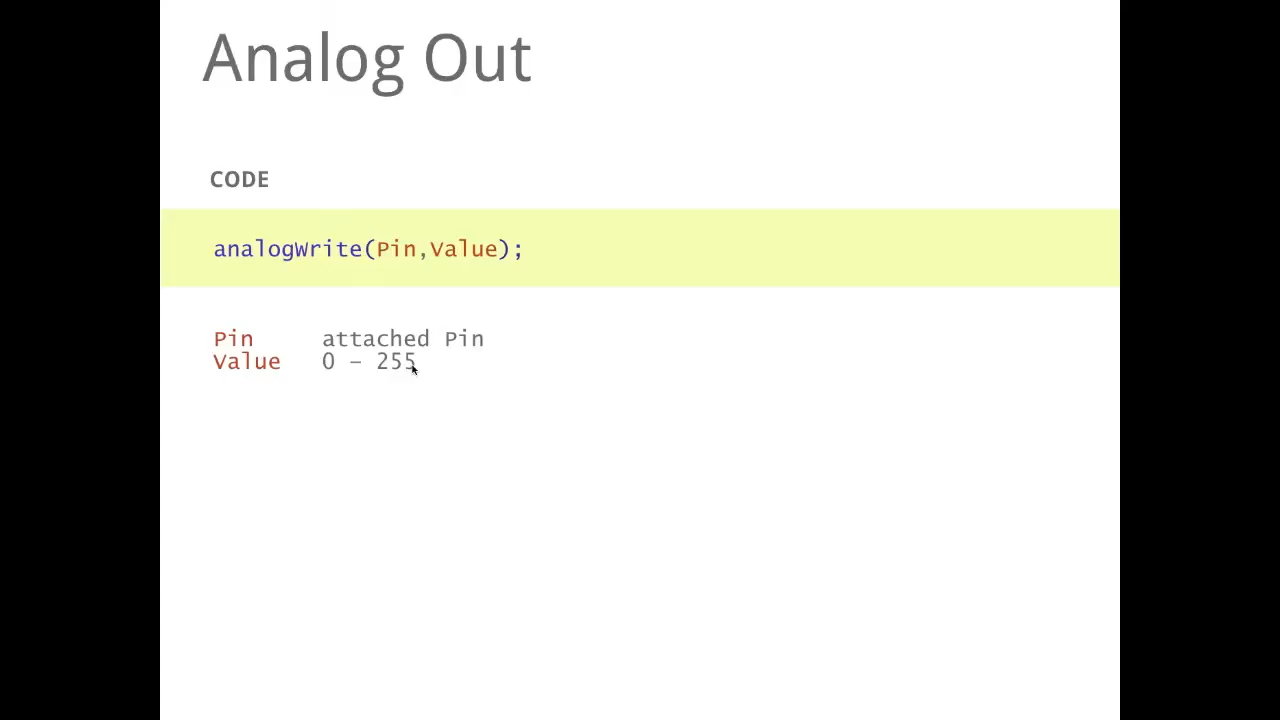 Analog Out
CODE
analogWrite(Pin,Value);
Pin attached Pin
Value 0 – 255